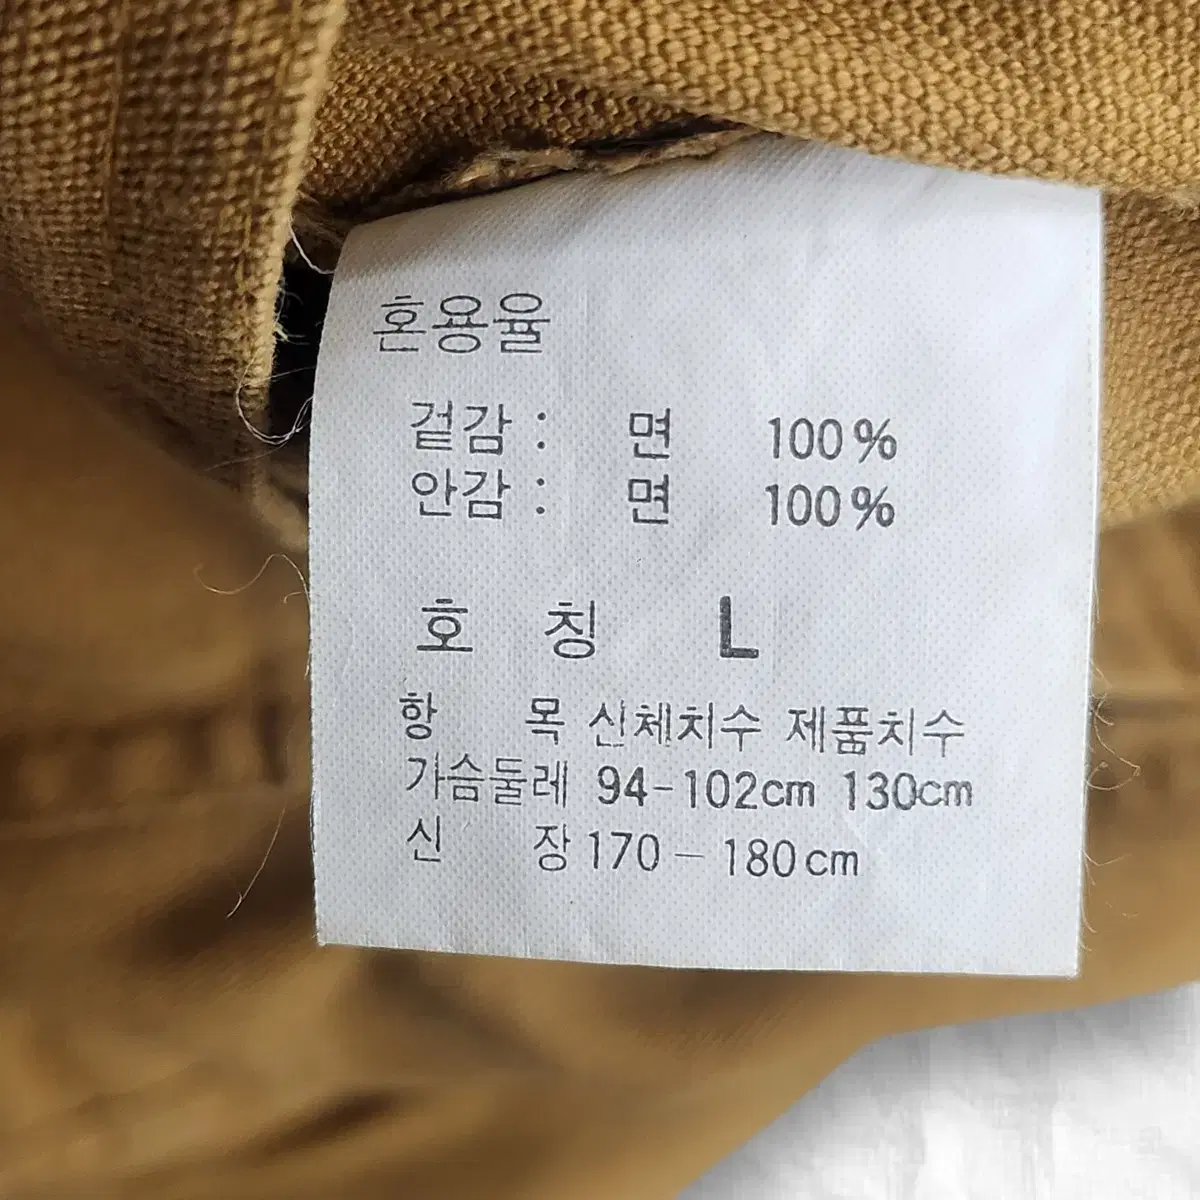 혼용율
겉감 : 면 100%
안감 : 면 100%
호 칭 L
항 목 신체치수 제품치수
가슴둘레 94-102cm 130cm
신 장 170 - 180cm